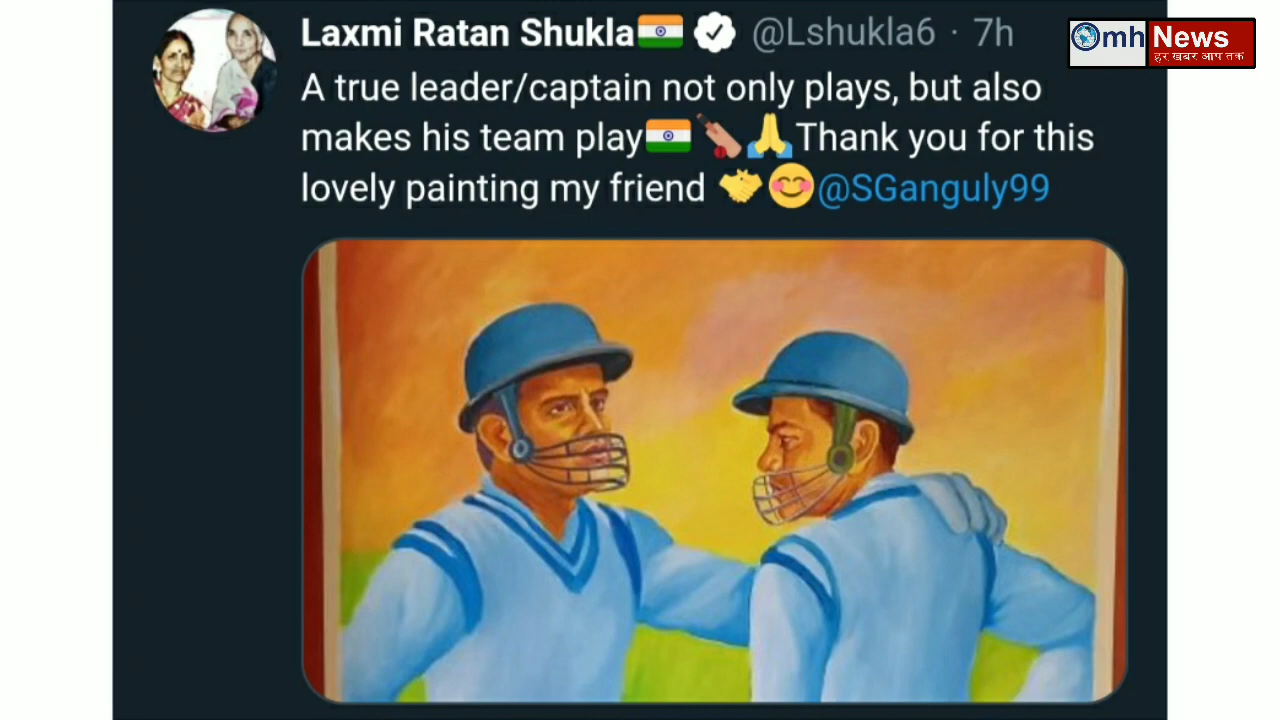 Laxmi Ratan Shukla🇮🇳 @Lshukla6 · 7h
A true leader/captain not only plays, but also
makes his team play🇮🇳🏏🙏Thank you for this
lovely painting my friend 🤝😊@SGanguly99
Omh News
हर खबर आप तक